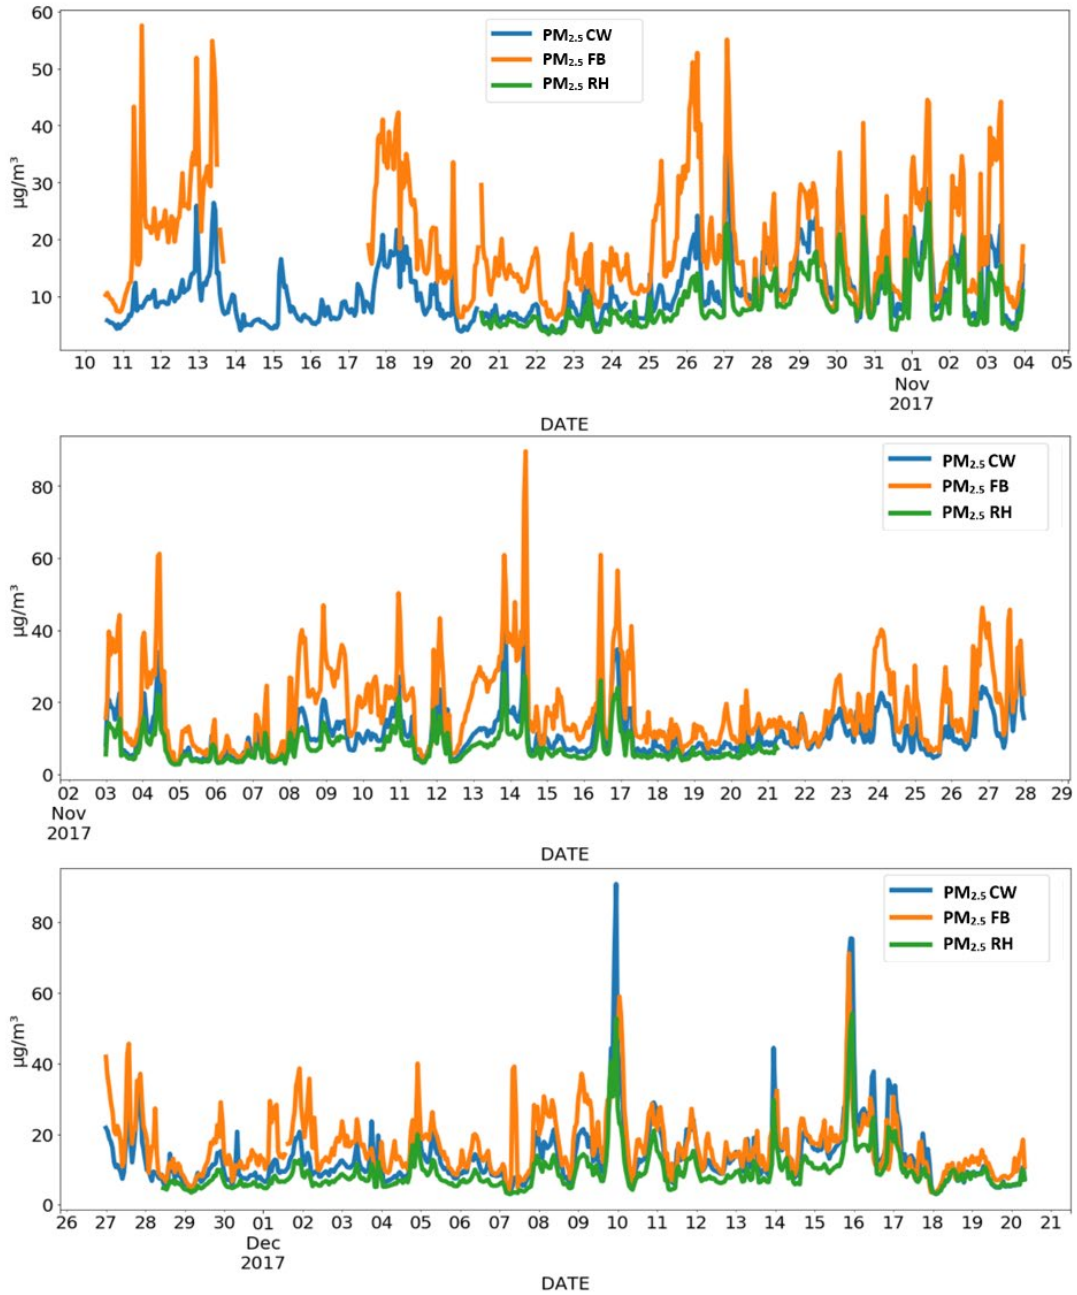 60
50
40
30
20
10
µg/m³
PM₂.₅ CW
PM₂.₅ FB
PM₂.₅ RH
10 11 12 13 14 15 16 17 18 19 20 21 22 23 24 25 26 27 28 29 30 31 01 02 03 04 05
Nov
2017
DATE
80
60
40
20
0
µg/m³
PM₂.₅ CW
PM₂.₅ FB
PM₂.₅ RH
02 03 04 05 06 07 08 09 10 11 12 13 14 15 16 17 18 19 20 21 22 23 24 25 26 27 28 29
Nov
2017
DATE
80
60
40
20
0
µg/m³
PM₂.₅ CW
PM₂.₅ FB
PM₂.₅ RH
26 27 28 29 30 01 02 03 04 05 06 07 08 09 10 11 12 13 14 15 16 17 18 19 20 21
Dec
2017
DATE